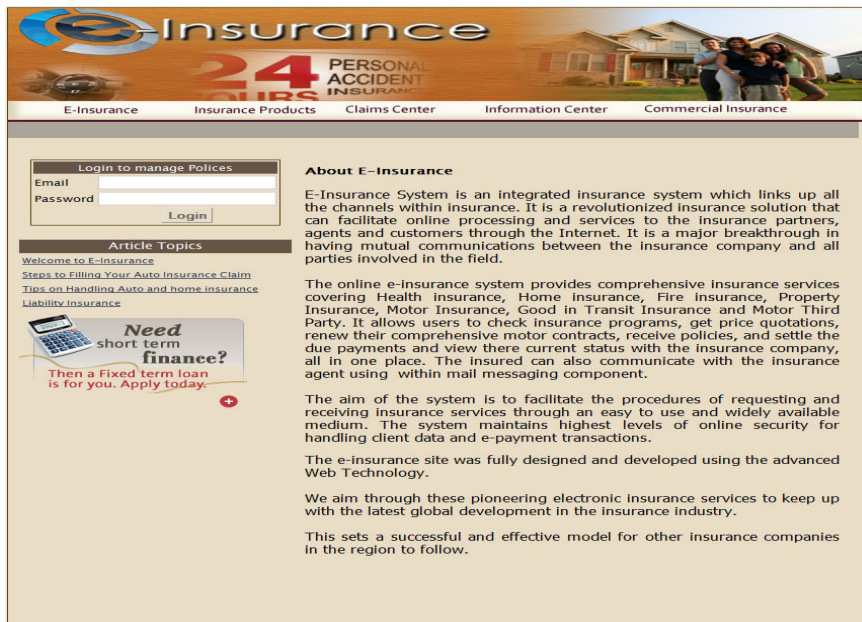 e-Insurance
24 HOURS
PERSONAL
ACCIDENT
INSURANCE
E-Insurance Insurance Products Claims Center Information Center Commercial Insurance
Login to manage Polices
Email
Password
Login
Article Topics
Welcome to E-Insurance
Steps to Filling Your Auto Insurance Claim
Tips on Handling Auto and home insurance
Liability Insurance
Need
short term
finance?
Then a Fixed term loan
is for you. Apply today.
About E-Insurance
E-Insurance System is an integrated insurance system which links up all
the channels within insurance. It is a revolutionized insurance solution that
can facilitate online processing and services to the insurance partners,
agents and customers through the Internet. It is a major breakthrough in
having mutual communications between the insurance company and all
parties involved in the field.
The online e-insurance system provides comprehensive insurance services
covering Health insurance, Home insurance, Fire insurance, Property
Insurance, Motor Insurance, Good in Transit Insurance and Motor Third
Party. It allows users to check insurance programs, get price quotations,
renew their comprehensive motor contracts, receive policies, and settle the
due payments and view there current status with the insurance company,
all in one place. The insured can also communicate with the insurance
agent using within mail messaging component.
The aim of the system is to facilitate the procedures of requesting and
receiving insurance services through an easy to use and widely available
medium. The system maintains highest levels of online security for
handling client data and e-payment transactions.
The e-insurance site was fully designed and developed using the advanced
Web Technology.
We aim through these pioneering electronic insurance services to keep up
with the latest global development in the insurance industry.
This sets a successful and effective model for other insurance companies
in the region to follow.